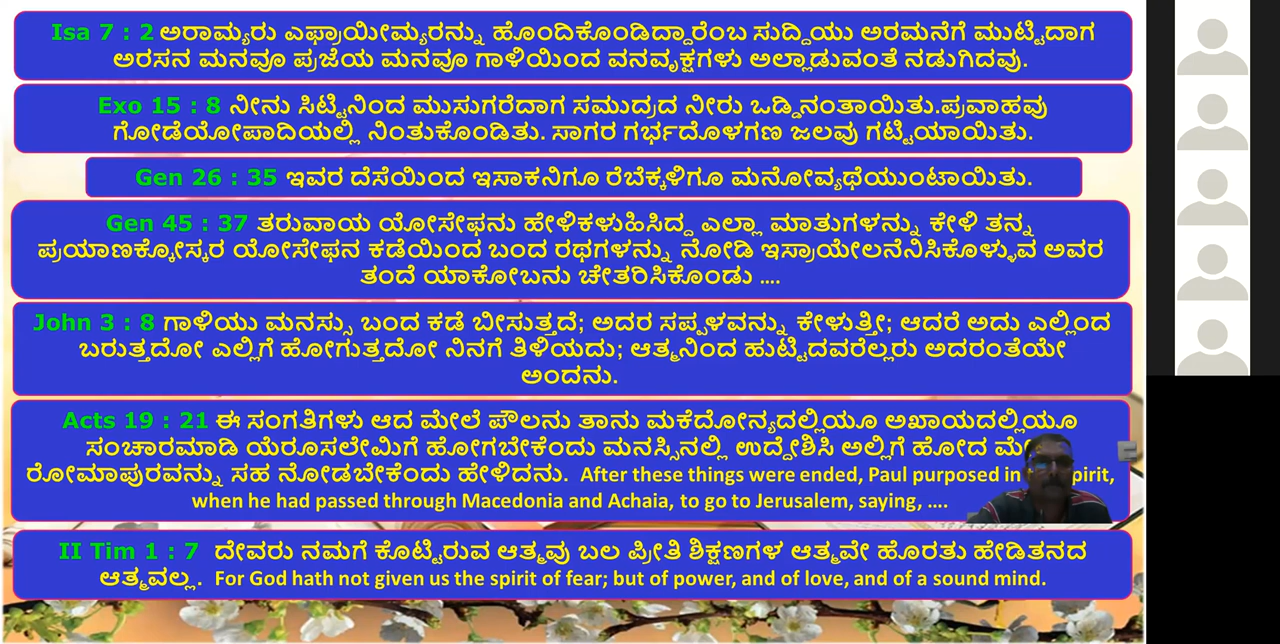 Isa 7 : 2 ಅರಾಮ್ಯರು ಎಫ್ರಾಯೀಮ್ಯರನ್ನು ಹೊಂದಿಕೊಂಡಿದ್ದಾರೆಂಬ ಸುದ್ದಿಯು ಅರಮನೆಗೆ ಮುಟ್ಟಿದಾಗ
ಅರಸನ ಮನವೂ ಪ್ರಜೆಯ ಮನವೂ ಗಾಳಿಯಿಂದ ವನವೃಕ್ಷಗಳು ಅಲ್ಲಾಡುವಂತೆ ನಡುಗಿದವು.
Exo 15 : 8 ನೀನು ಸಿಟ್ಟಿನಿಂದ ಮುಸುಗರೆದಾಗ ಸಮುದ್ರದ ನೀರು ಒಡ್ಡಿನಂತಾಯಿತು.ಪ್ರವಾಹವು
ಗೋಡೆಯೋಪಾದಿಯಲ್ಲಿ ನಿಂತುಕೊಂಡಿತು. ಸಾಗರ ಗರ್ಭದೊಳಗಣ ಜಲವು ಗಟ್ಟಿಯಾಯಿತು.
Gen 26 : 35 ಇವರ ದೆಸೆಯಿಂದ ಇಸಾಕನಿಗೂ ರೆಬೆಕ್ಕಳಿಗೂ ಮನೋವ್ಯಥೆಯುಂಟಾಯಿತು.
Gen 45 : 37 ತರುವಾಯ ಯೋಸೇಫನು ಹೇಳಿಕಳುಹಿಸಿದ್ದ ಎಲ್ಲಾ ಮಾತುಗಳನ್ನು ಕೇಳಿ ತನ್ನ
ಪ್ರಯಾಣಕ್ಕೋಸ್ಕರ ಯೋಸೇಫನ ಕಡೆಯಿಂದ ಬಂದ ರಥಗಳನ್ನು ನೋಡಿ ಇಸ್ರಾಯೇಲನೆನಿಸಿಕೊಳ್ಳುವ ಅವರ
ತಂದೆ ಯಾಕೋಬನು ಚೇತರಿಸಿಕೊಂಡು ....
John 3 : 8 ಗಾಳಿಯು ಮನಸ್ಸು ಬಂದ ಕಡೆ ಬೀಸುತ್ತದೆ; ಅದರ ಸಪ್ಪಳವನ್ನು ಕೇಳುತ್ತೀ; ಆದರೆ ಅದು ಎಲ್ಲಿಂದ
ಬರುತ್ತದೋ ಎಲ್ಲಿಗೆ ಹೋಗುತ್ತದೋ ನಿನಗೆ ತಿಳಿಯದು; ಆತ್ಮನಿಂದ ಹುಟ್ಟಿದವರೆಲ್ಲರು ಅದರಂತೆಯೇ
ಅಂದನು.
Acts 19 : 21 ಈ ಸಂಗತಿಗಳು ಆದ ಮೇಲೆ ಪೌಲನು ತಾನು ಮಕೆದೋನ್ಯದಲ್ಲಿಯೂ ಅಖಾಯದಲ್ಲಿಯೂ
ಸಂಚಾರಮಾಡಿ ಯೆರೂಸಲೇಮಿಗೆ ಹೋಗಬೇಕೆಂದು ಮನಸ್ಸಿನಲ್ಲಿ ಉದ್ದೇಶಿಸಿ ಅಲ್ಲಿಗೆ ಹೋದ
ರೋಮಾಪುರವನ್ನು ಸಹ ನೋಡಬೇಕೆಂದು ಹೇಳಿದನು. After these things were ended, Paul purposed in
when he had passed through Macedonia and Achaia, to go to Jerusalem, saying, ....
II Tim 1 : 7 ದೇವರು ನಮಗೆ ಕೊಟ್ಟಿರುವ ಆತ್ಮವು ಬಲ ಪ್ರೀತಿ ಶಿಕ್ಷಣಗಳ ಆತ್ಮವೇ ಹೊರತು ಹೇಡಿತನದ
ಆತ್ಮವಲ್ಲ. For God hath not given us the spirit of fear; but of power, and of love, and of a sound mind.